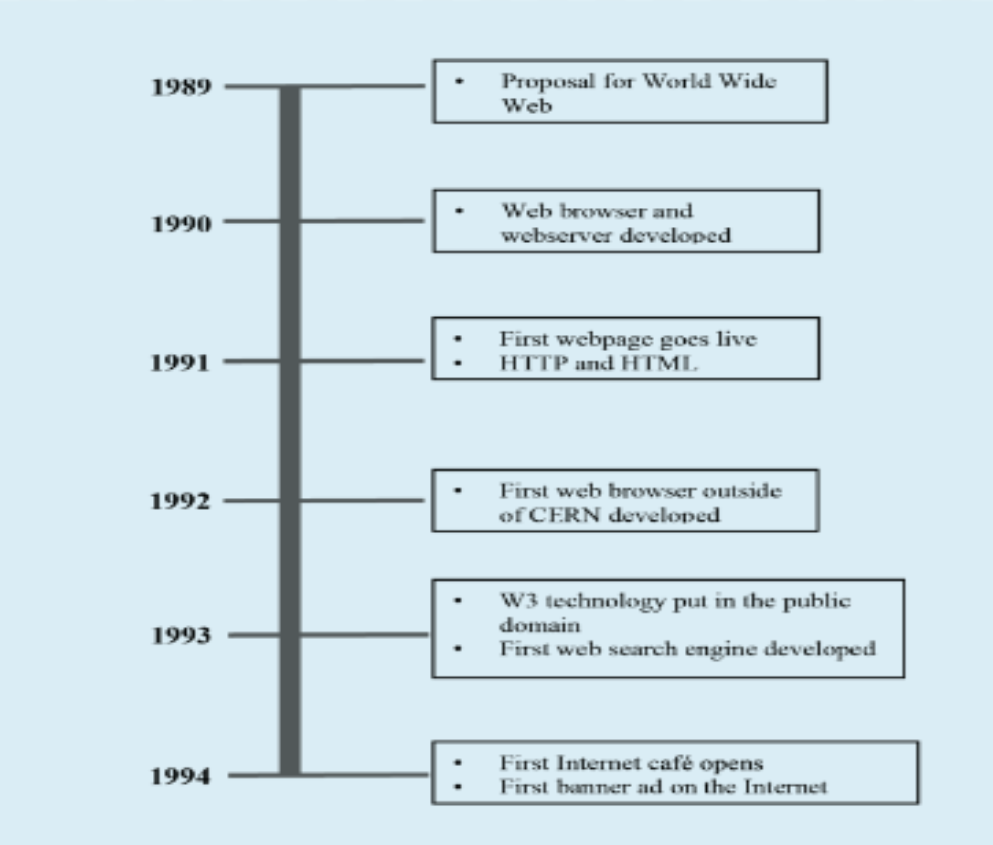 1989
• Proposal for World Wide
Web
1990
• Web browser and
webserver developed
1991
• First webpage goes live
• HTTP and HTML
1992
• First web browser outside
of CERN developed
1993
• W3 technology put in the public
domain
• First web search engine developed
1994
• First Internet café opens
• First banner ad on the Internet